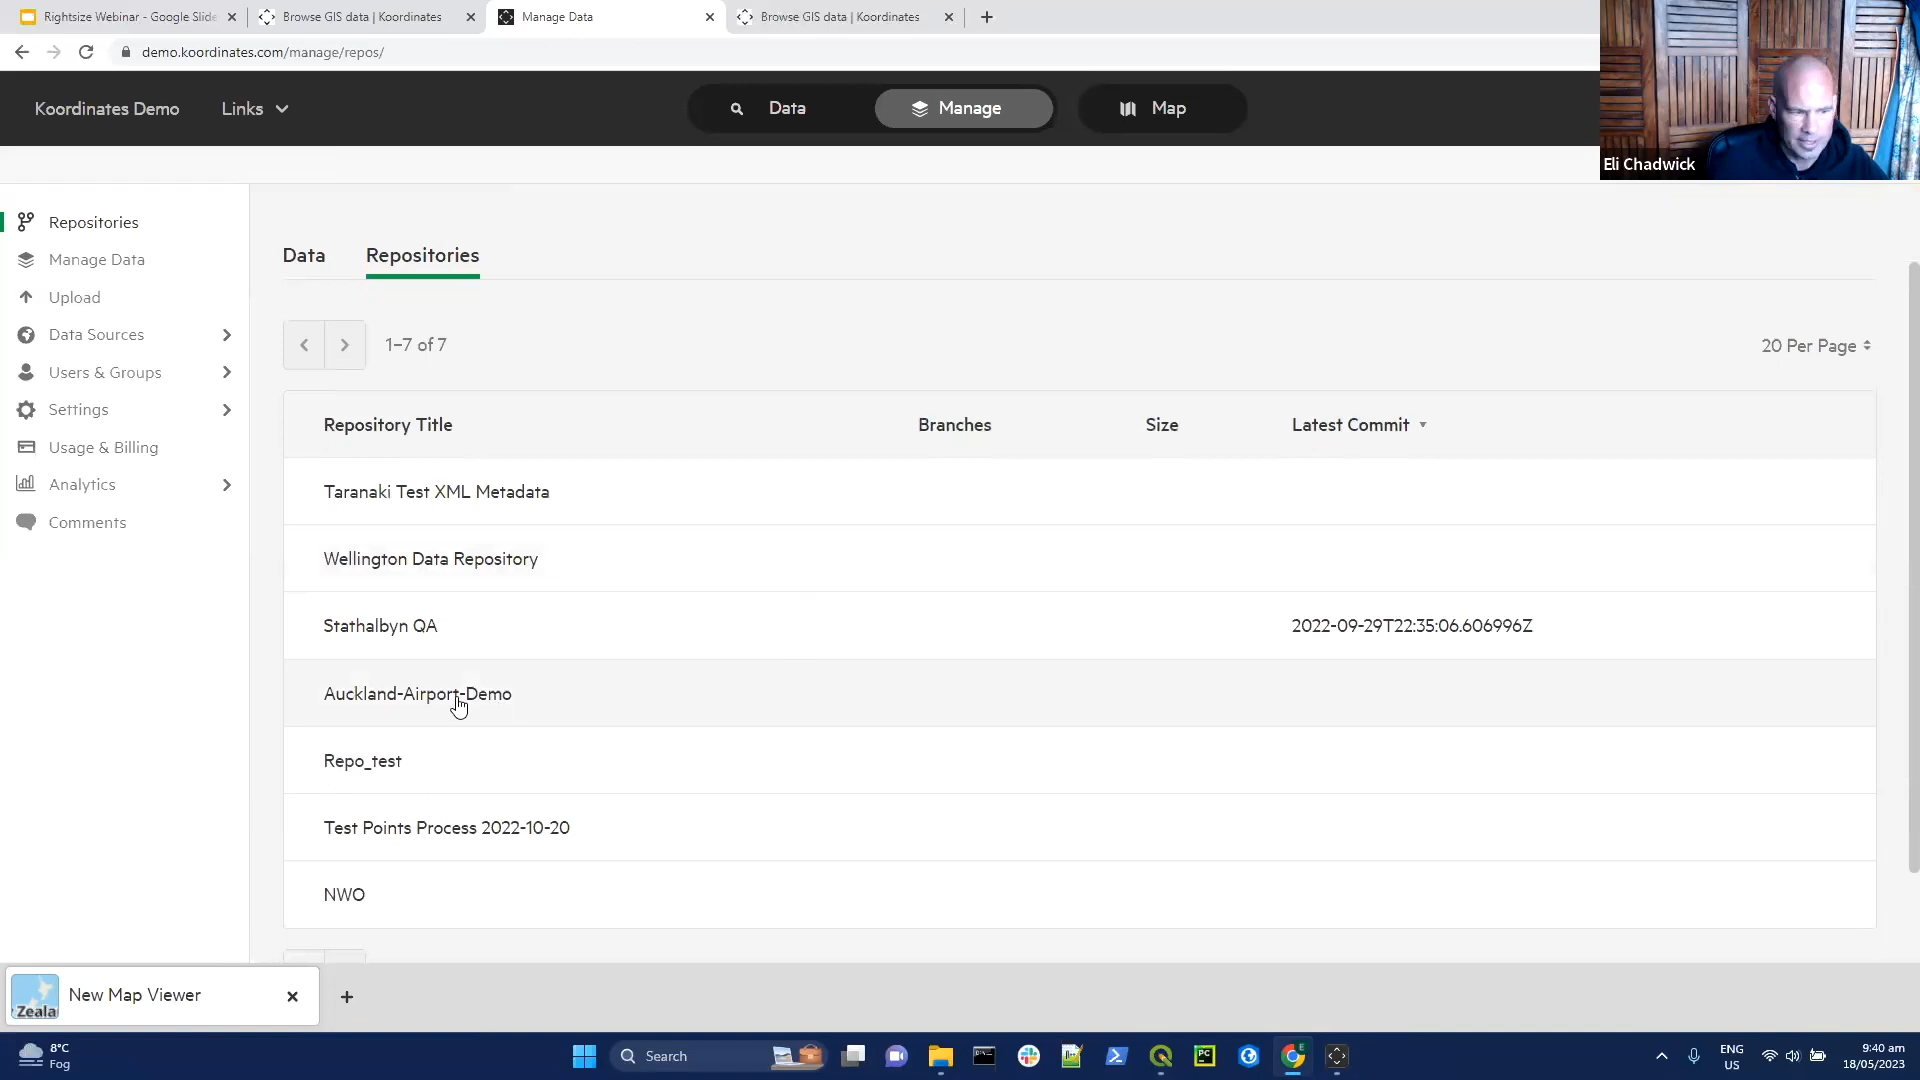 Rightsize Webinar - Google Slide
Browse GIS data | Koordinates
Manage Data
Browse GIS data | Koordinates
demo.koordinates.com/manage/repos/
Koordinates Demo
Links
Data
Manage
Map
Eli Chadwick
Repositories
Manage Data
Upload
Data Sources
Users & Groups
Settings
Usage & Billing
Analytics
Comments
Data
Repositories
1–7 of 7
20 Per Page
Repository Title
Branches
Size
Latest Commit
Taranaki Test XML Metadata
Wellington Data Repository
Stathalbyn QA
2022-09-29T22:35:06.606996Z
Auckland-Airport-Demo
Repo_test
Test Points Process 2022-10-20
NWO
Zeala
New Map Viewer
8°C
Fog
Search
PC
ENG
US
9:40 am
18/05/2023